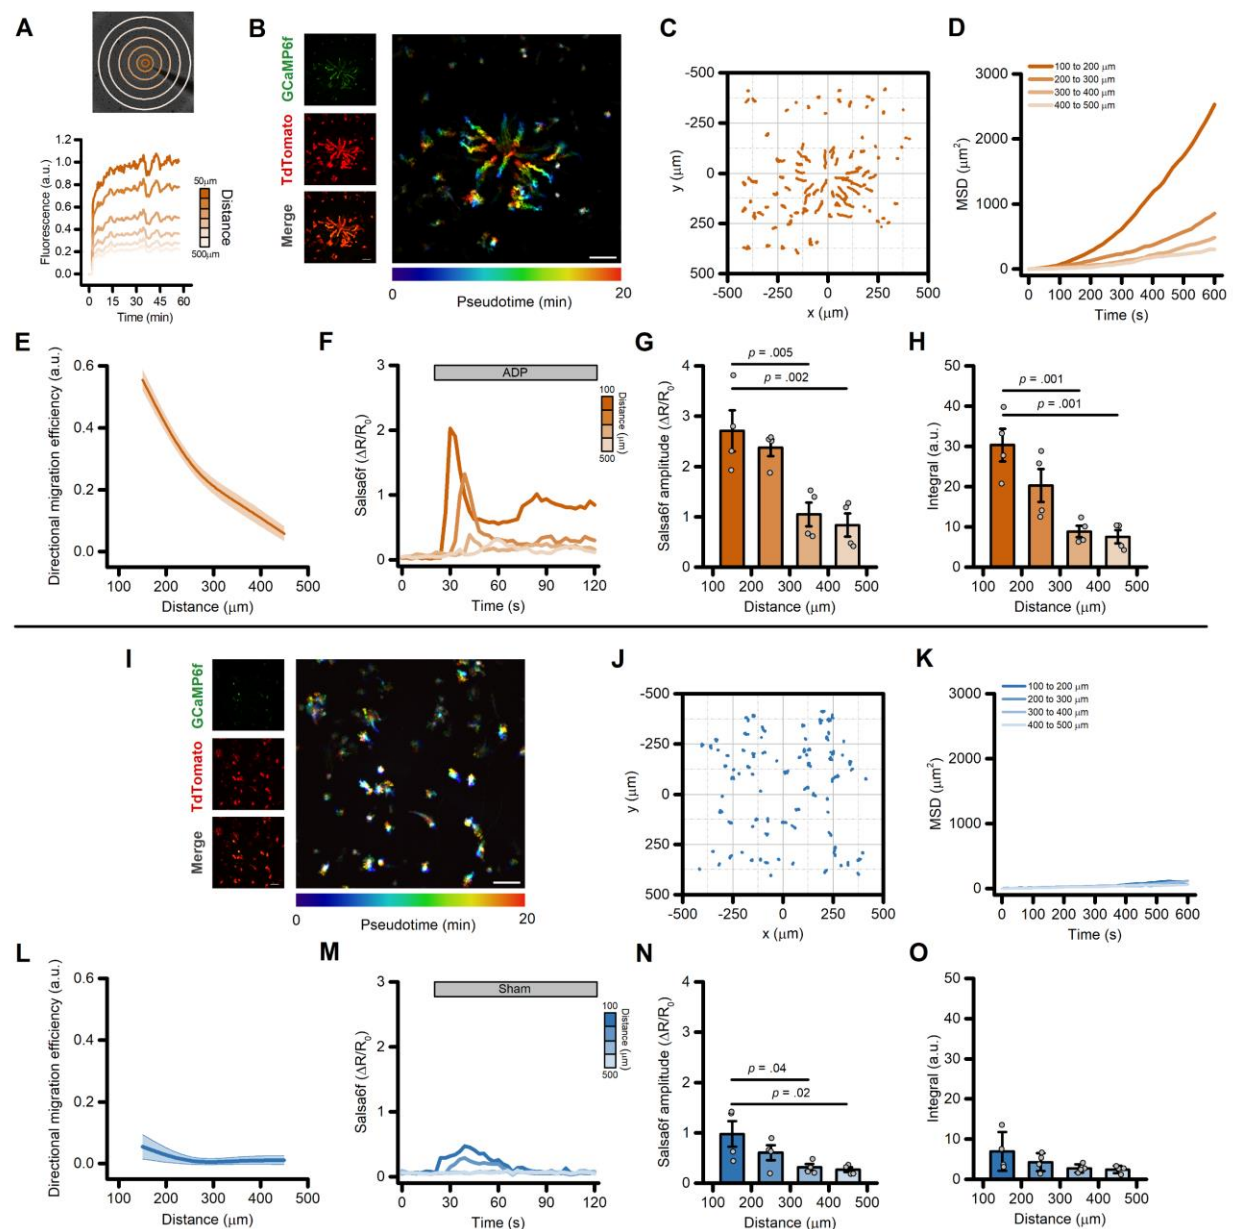 A
1.2
1.0
0.8
0.6
0.4
0.2
0.0
Fluorescence (a.u.)
0 15 30 45 60
Time (min)
50μm
500μm
Distance
B
GCaMP6f
TdTomato
Merge
0 20
Pseudotime (min)
C
-500
-250
0
250
500
y (μm)
-500 -250 0 250 500
x (μm)
D
100 to 200 μm
200 to 300 μm
300 to 400 μm
400 to 500 μm
3000
2000
1000
0
MSD (μm²)
0 100 200 300 400 500 600
Time (s)
E
0.6
0.4
0.2
0.0
Directional migration efficiency (a.u.)
100 200 300 400 500
Distance (μm)
F
ADP
3
2
1
0
Salsa6f (ΔR/R₀)
0 30 60 90 120
Time (s)
100
500
Distance (μm)
G
p = .005
p = .002
4
3
2
1
0
Salsa6f amplitude (ΔR/R₀)
100 200 300 400 500
Distance (μm)
H
p = .001
p = .001
50
40
30
20
10
0
Integral (a.u.)
100 200 300 400 500
Distance (μm)
I
GCaMP6f
TdTomato
Merge
0 20
Pseudotime (min)
J
-500
-250
0
250
500
y (μm)
-500 -250 0 250 500
x (μm)
K
100 to 200 μm
200 to 300 μm
300 to 400 μm
400 to 500 μm
3000
2000
1000
0
MSD (μm²)
0 100 200 300 400 500 600
Time (s)
L
0.6
0.4
0.2
0.0
Directional migration efficiency (a.u.)
100 200 300 400 500
Distance (μm)
M
Sham
3
2
1
0
Salsa6f (ΔR/R₀)
0 30 60 90 120
Time (s)
100
500
Distance (μm)
N
p = .04
p = .02
4
3
2
1
0
Salsa6f amplitude (ΔR/R₀)
100 200 300 400 500
Distance (μm)
O
50
40
30
20
10
0
Integral (a.u.)
100 200 300 400 500
Distance (μm)